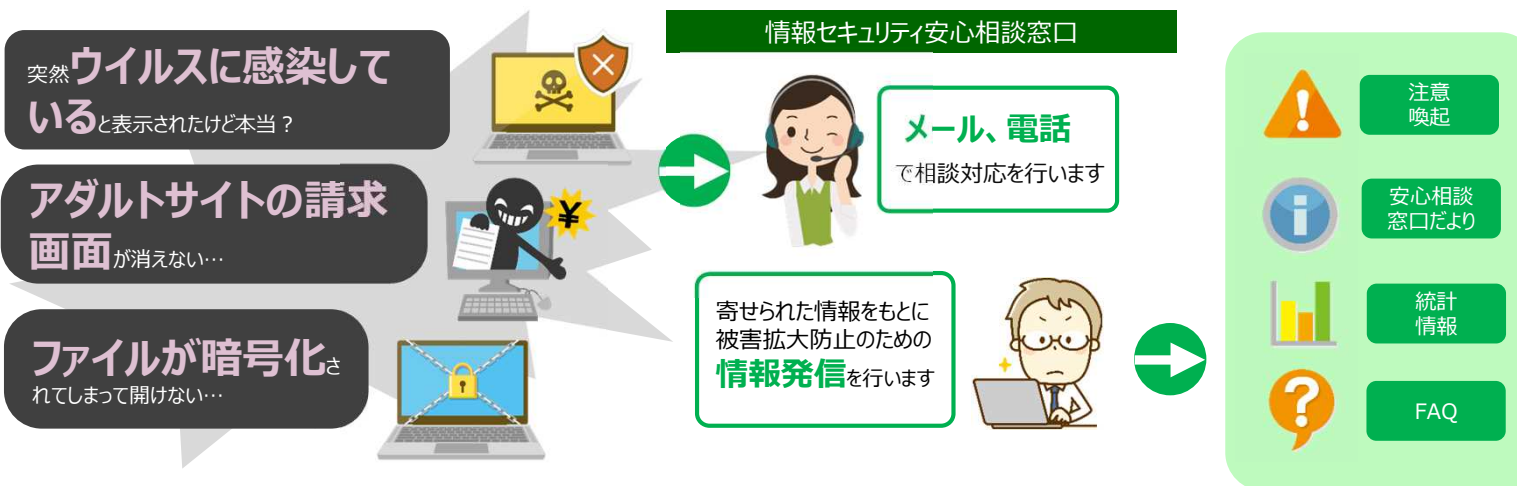 突然ウイルスに感染して
いると表示されたけど本当？
アダルトサイトの請求
画面が消えない…
ファイルが暗号化さ
れてしまって開けない…
¥
情報セキュリティ安心相談窓口
メール、電話
で相談対応を行います
寄せられた情報をもとに
被害拡大防止のための
情報発信を行います
注意
喚起
安心相談
窓口だより
統計
情報
FAQ